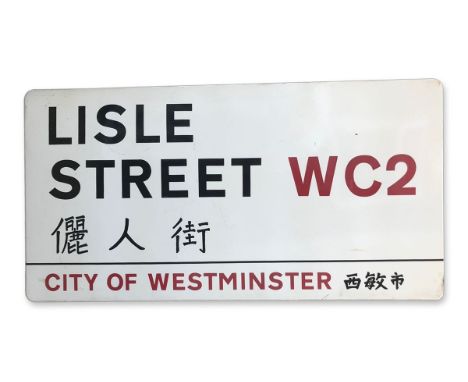 LISLE
STREET WC2
儷人街
CITY OF WESTMINSTER 西敏市